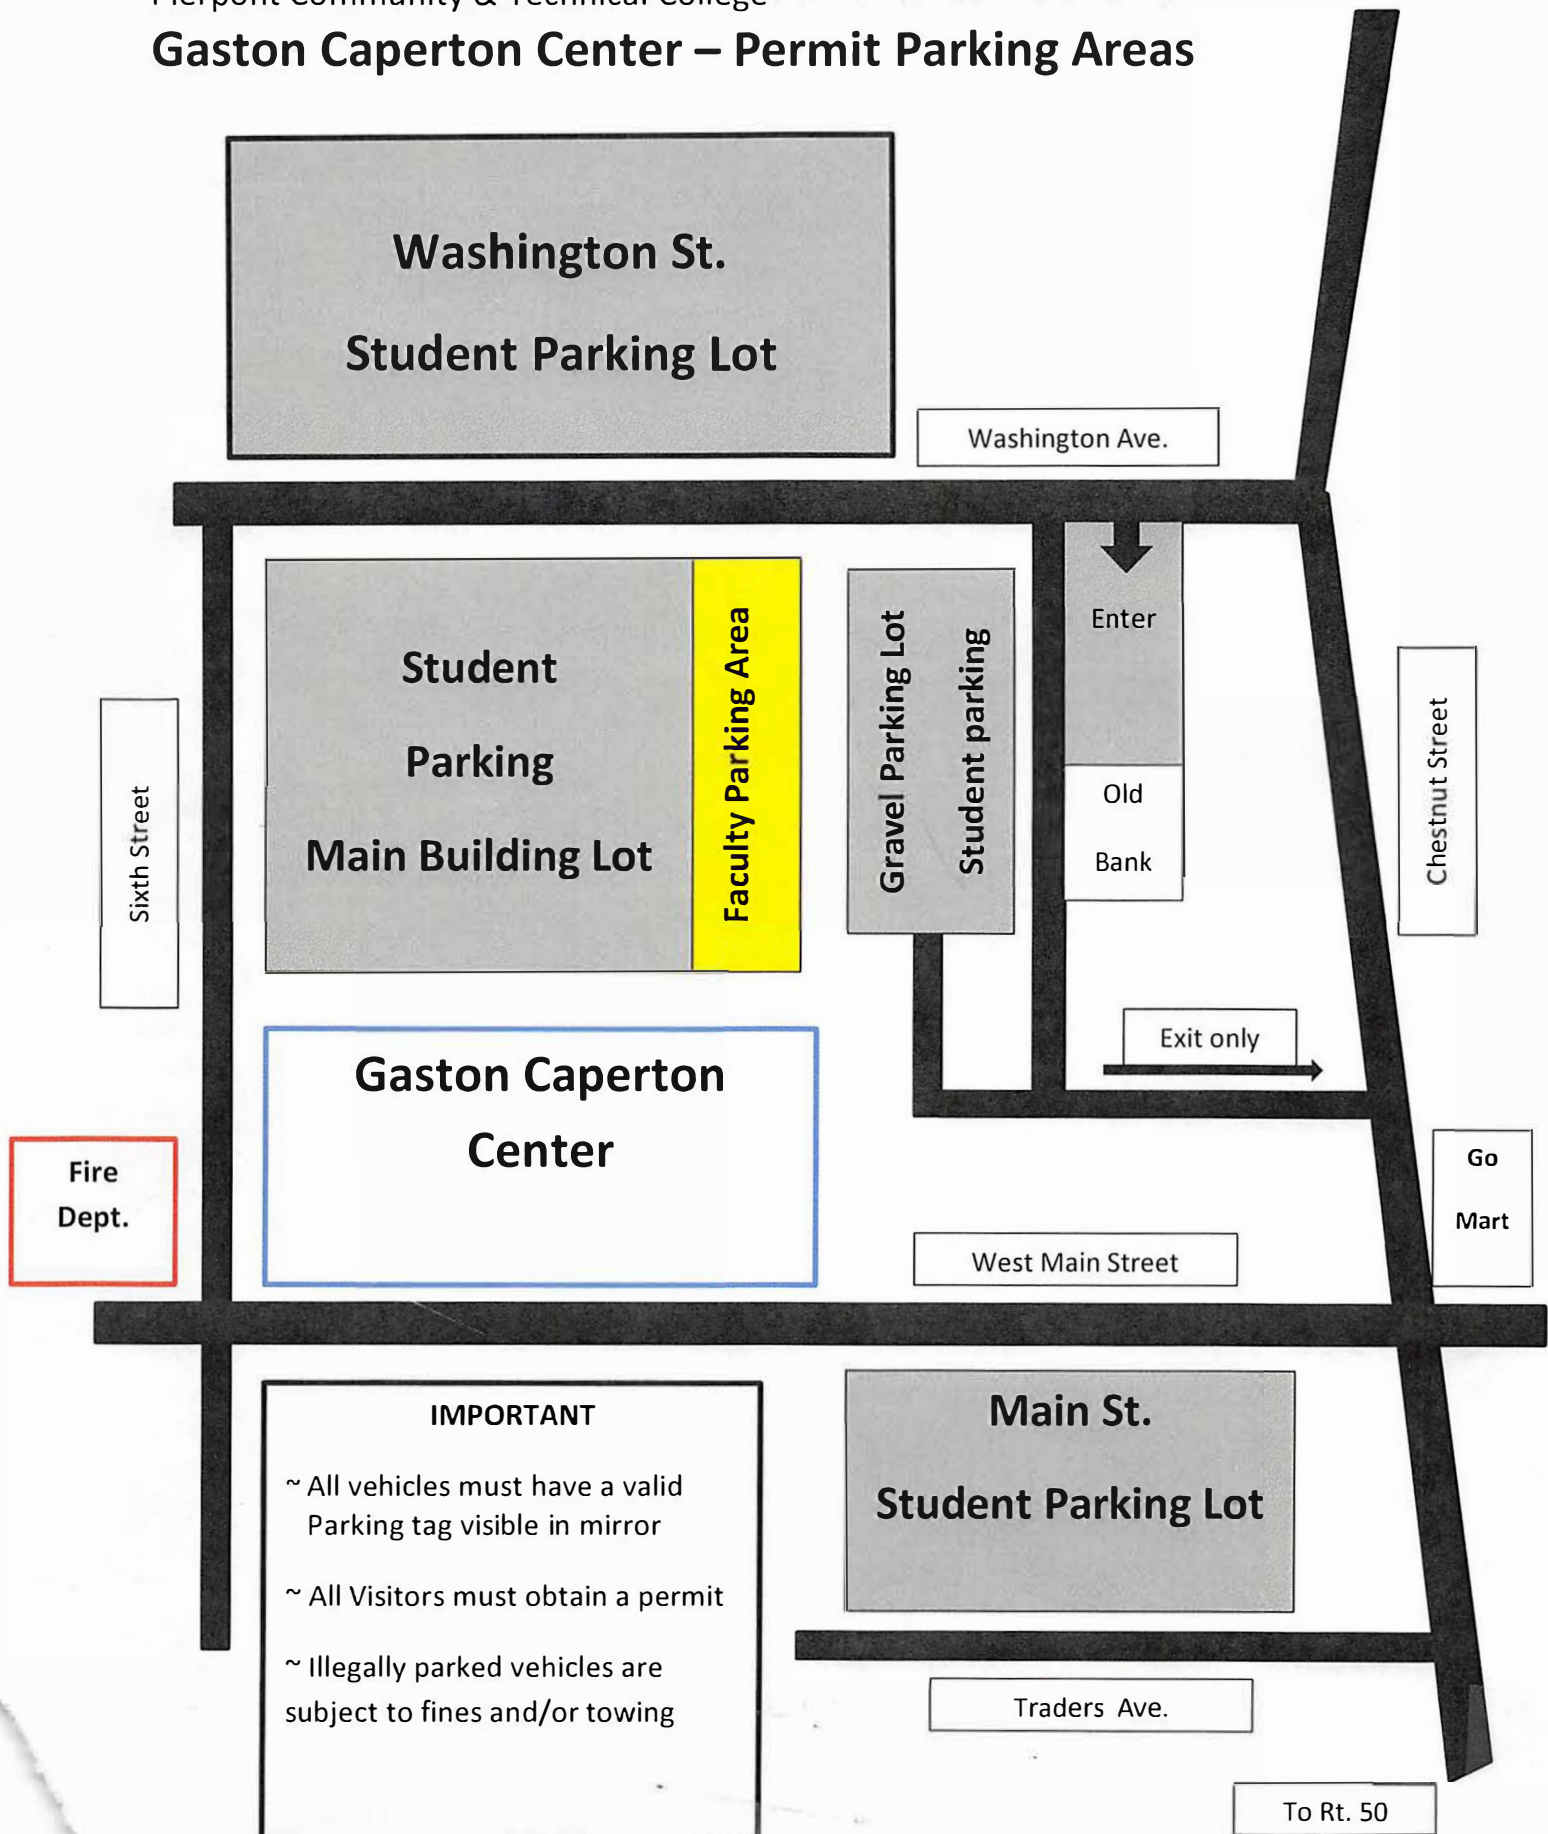 Pierpont Community & Technical College
Gaston Caperton Center – Permit Parking Areas
Washington St.
Student Parking Lot
Washington Ave.
Student
Parking
Main Building Lot
Faculty Parking Area
Gravel Parking Lot
Student parking
Enter
Old
Bank
Sixth Street
Chestnut Street
Exit only
Gaston Caperton
Center
Fire
Dept.
Go
Mart
West Main Street
IMPORTANT
~ All vehicles must have a valid
Parking tag visible in mirror
~ All Visitors must obtain a permit
~ Illegally parked vehicles are
subject to fines and/or towing
Main St.
Student Parking Lot
Traders Ave.
To Rt. 50